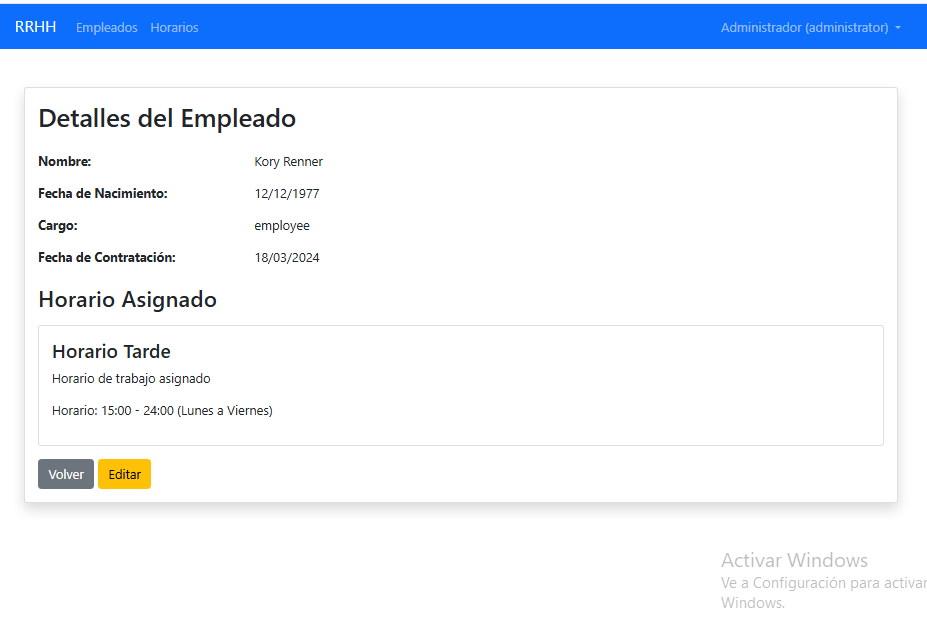 RRHH Empleados Horarios Administrador (administrator)
Detalles del Empleado
Nombre: Kory Renner
Fecha de Nacimiento: 12/12/1977
Cargo: employee
Fecha de Contratación: 18/03/2024
Horario Asignado
Horario Tarde
Horario de trabajo asignado
Horario: 15:00 - 24:00 (Lunes a Viernes)
Volver Editar
Activar Windows
Ve a Configuración para activar
Windows.